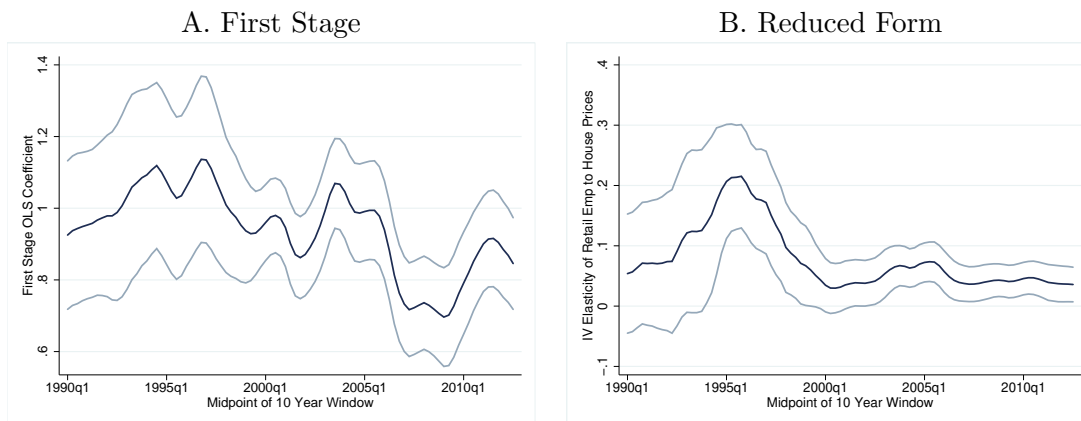 A. First Stage
B. Reduced Form
First Stage OLS Coefficient
1.4
1.2
1
.8
.6
1990q1 1995q1 2000q1 2005q1 2010q1
Midpoint of 10 Year Window
IV Elasticity of Retail Emp to House Prices
.4
.3
.2
.1
0
-.1
1990q1 1995q1 2000q1 2005q1 2010q1
Midpoint of 10 Year Window